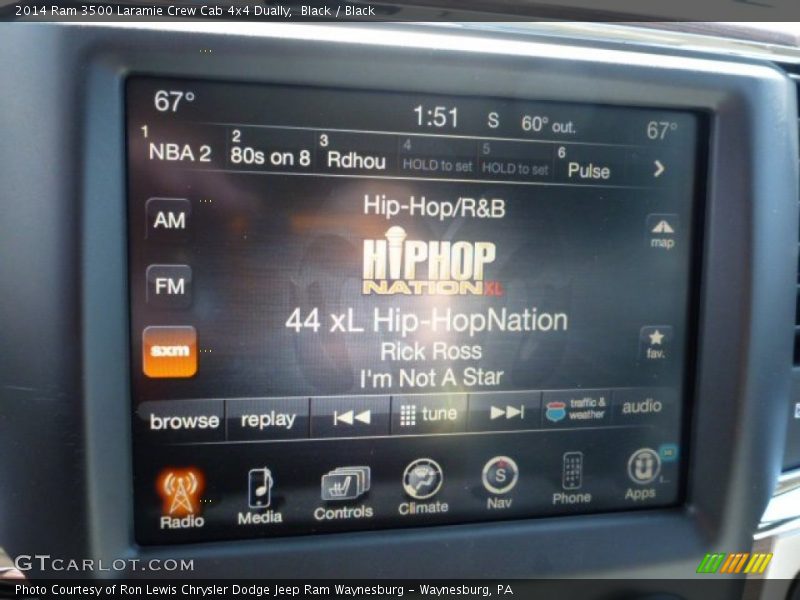 2014 Ram 3500 Laramie Crew Cab 4x4 Dually,  Black / Black
67° 1:51 S 60° out. 67°
1 NBA 2 2 80s on 8 3 Rdhou 4 HOLD to set 5 HOLD to set 6 Pulse
AM
FM
sxm
Hip-Hop/R&B
HIPHOP
NATION XL
44 xL Hip-HopNation
Rick Ross
I'm Not A Star
map
fav.
browse replay tune traffic & weather audio
Radio Media Controls Climate S Nav Phone Apps
GTCARLOT.COM
Photo Courtesy of Ron Lewis Chrysler Dodge Jeep Ram Waynesburg - Waynesburg, PA